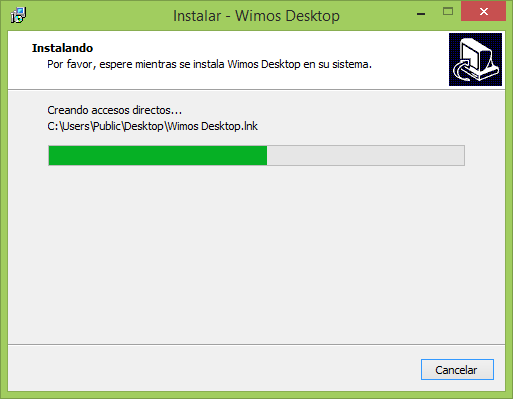 Instalar - Wimos Desktop
Instalando
Por favor, espere mientras se instala Wimos Desktop en su sistema.
Creando accesos directos...
C:\Users\Public\Desktop\Wimos Desktop.lnk
Cancelar